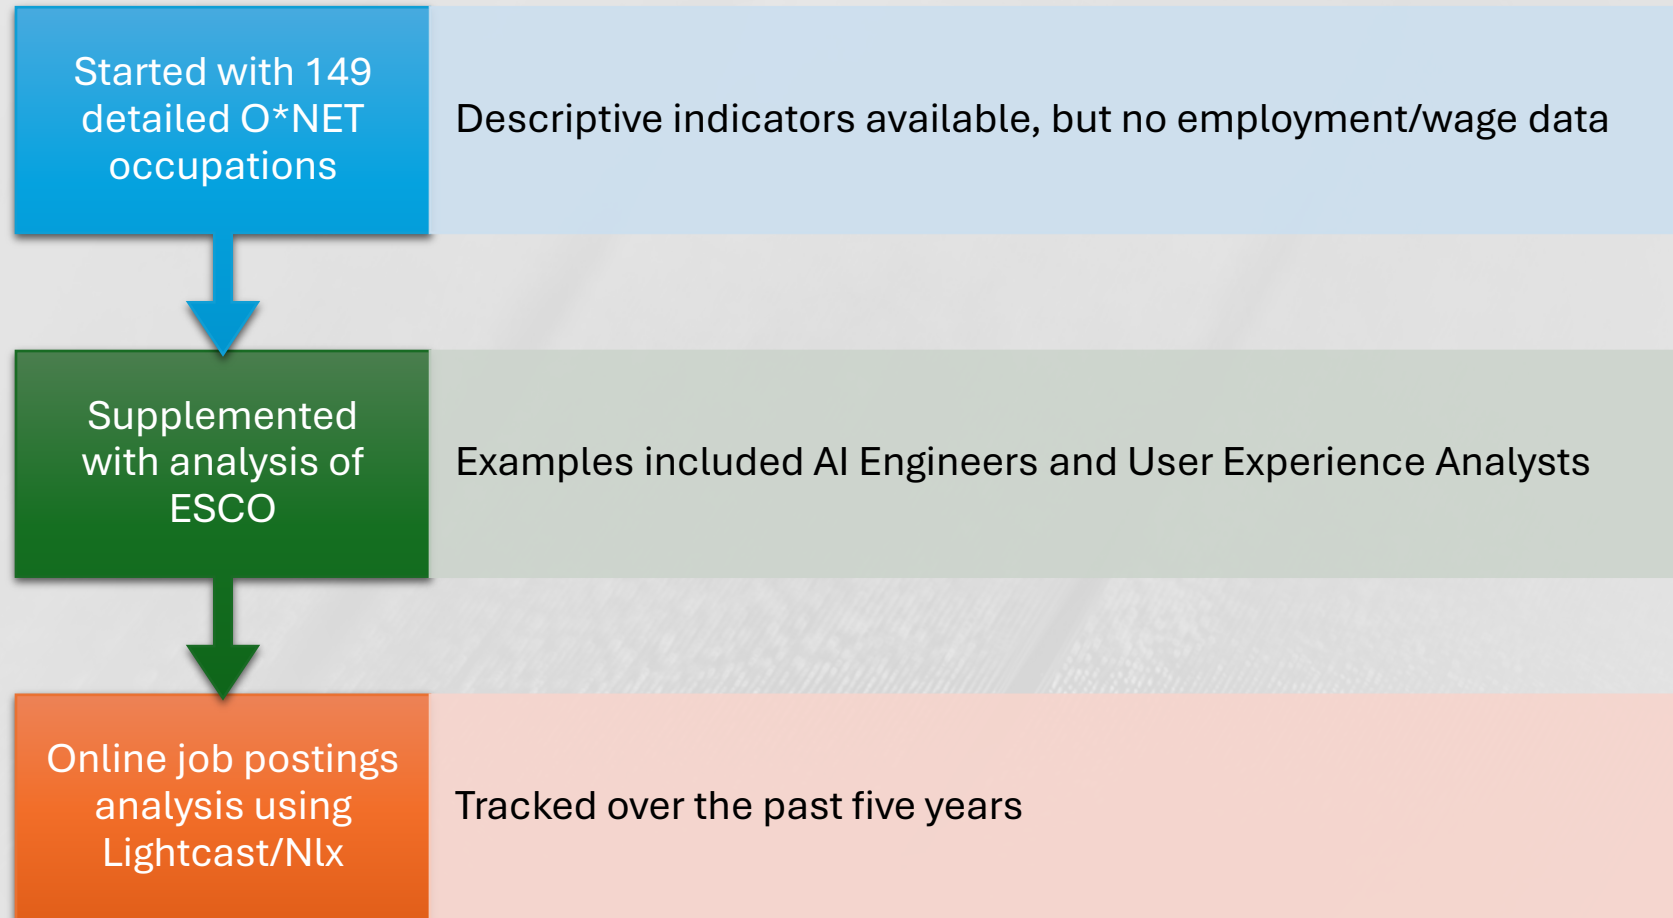 Started with 149
detailed O*NET
occupations
Descriptive indicators available, but no employment/wage data
Supplemented
with analysis of
ESCO
Examples included AI Engineers and User Experience Analysts
Online job postings
analysis using
Lightcast/Nlx
Tracked over the past five years